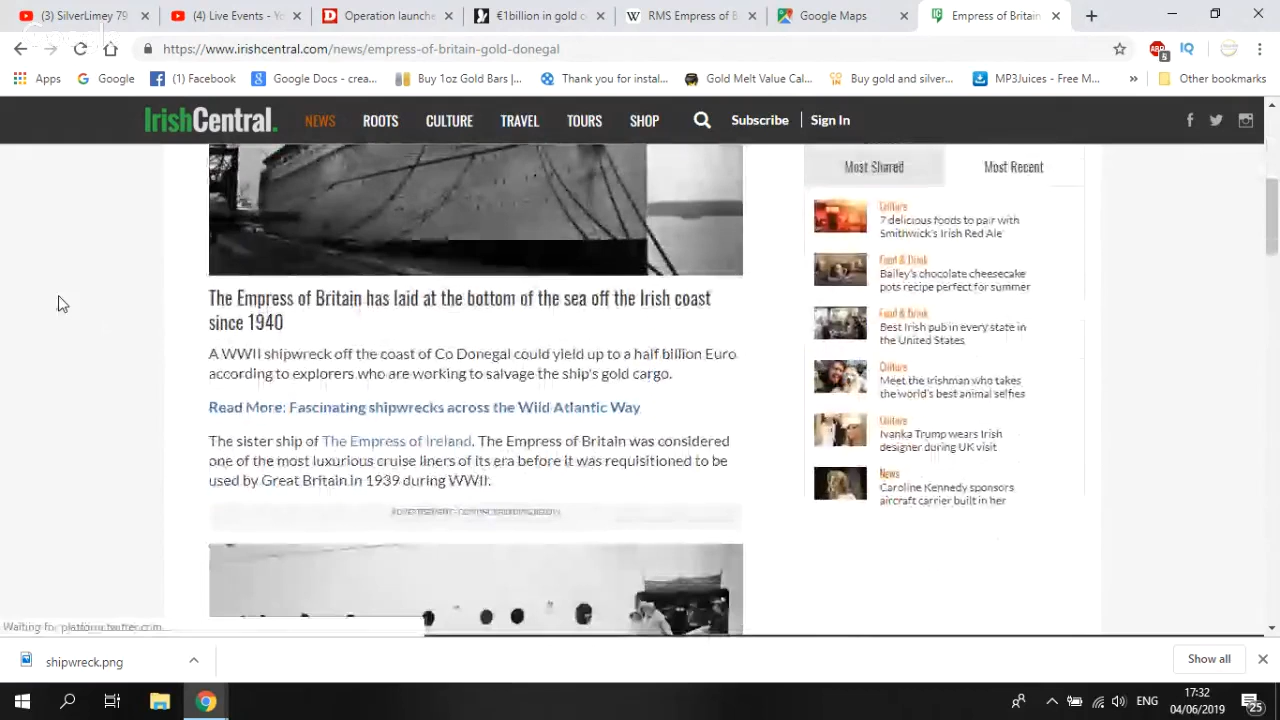 (3) SilverLimey 79
(4) Live Events - Yo
Operation launche
€1billion in gold c
RMS Empress of B
Google Maps
Empress of Britain
https://www.irishcentral.com/news/empress-of-britain-gold-donegal
Apps
Google
(1) Facebook
Google Docs - crea...
Buy 1oz Gold Bars |...
Thank you for instal...
Gold Melt Value Cal...
Buy gold and silver...
MP3Juices - Free M...
Other bookmarks
IrishCentral.
NEWS ROOTS CULTURE TRAVEL TOURS SHOP
Subscribe | Sign In
Most Shared
Most Recent
The Empress of Britain has laid at the bottom of the sea off the Irish coast
since 1940
A WWII shipwreck off the coast of Co Donegal could yield up to a half billion Euro
according to explorers who are working to salvage the ship's gold cargo.
Read More: Fascinating shipwrecks across the Wild Atlantic Way
The sister ship of The Empress of Ireland. The Empress of Britain was considered
one of the most luxurious cruise liners of its era before it was requisitioned to be
used by Great Britain in 1939 during WWII.
Culture
7 delicious foods to pair with
Smithwick's Irish Red Ale
Food & Drink
Bailey's chocolate cheesecake
pots recipe perfect for summer
Food & Drink
Best Irish pub in every state in
the United States
Culture
Meet the Irishman who takes
the world's best animal selfies
Culture
Ivanka Trump wears Irish
designer during UK visit
News
Caroline Kennedy sponsors
aircraft carrier built in her
Waiting for
shipwreck.png
Show all
ENG
17:32
04/06/2019
25